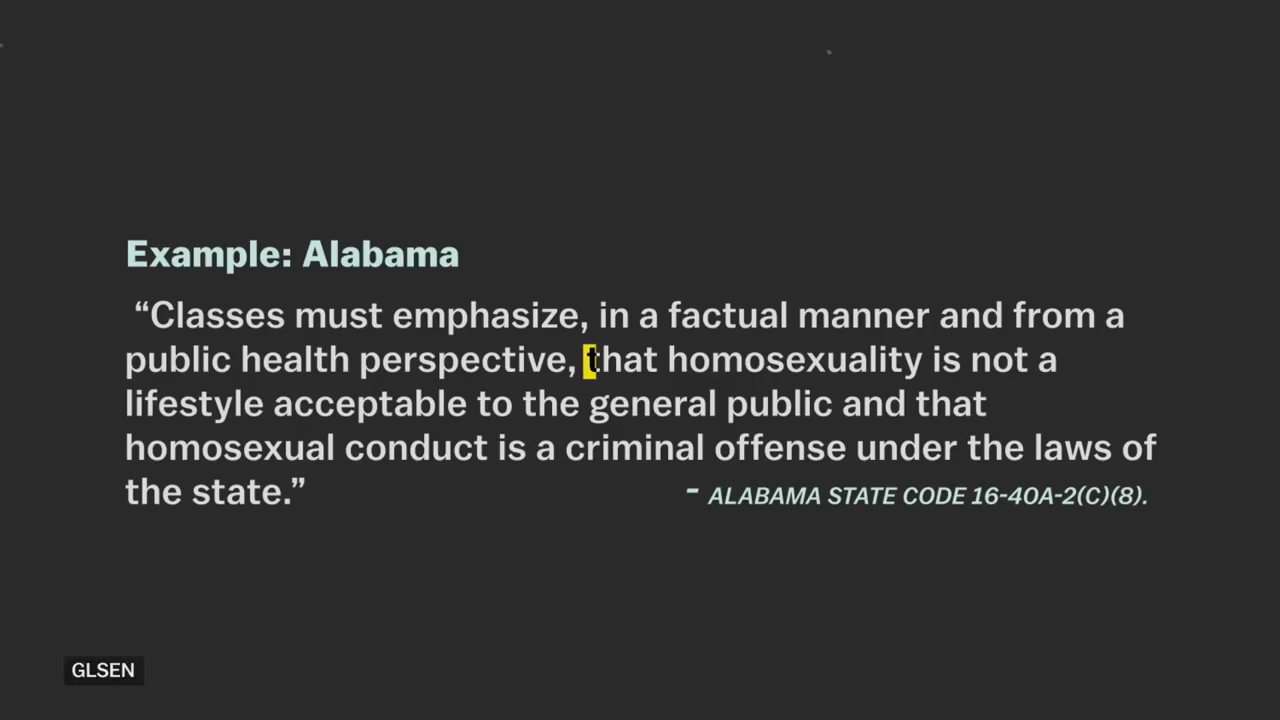 Example: Alabama
“Classes must emphasize, in a factual manner and from a
public health perspective, that homosexuality is not a
lifestyle acceptable to the general public and that
homosexual conduct is a criminal offense under the laws of
the state.”
- ALABAMA STATE CODE 16-40A-2(C)(8).
GLSEN